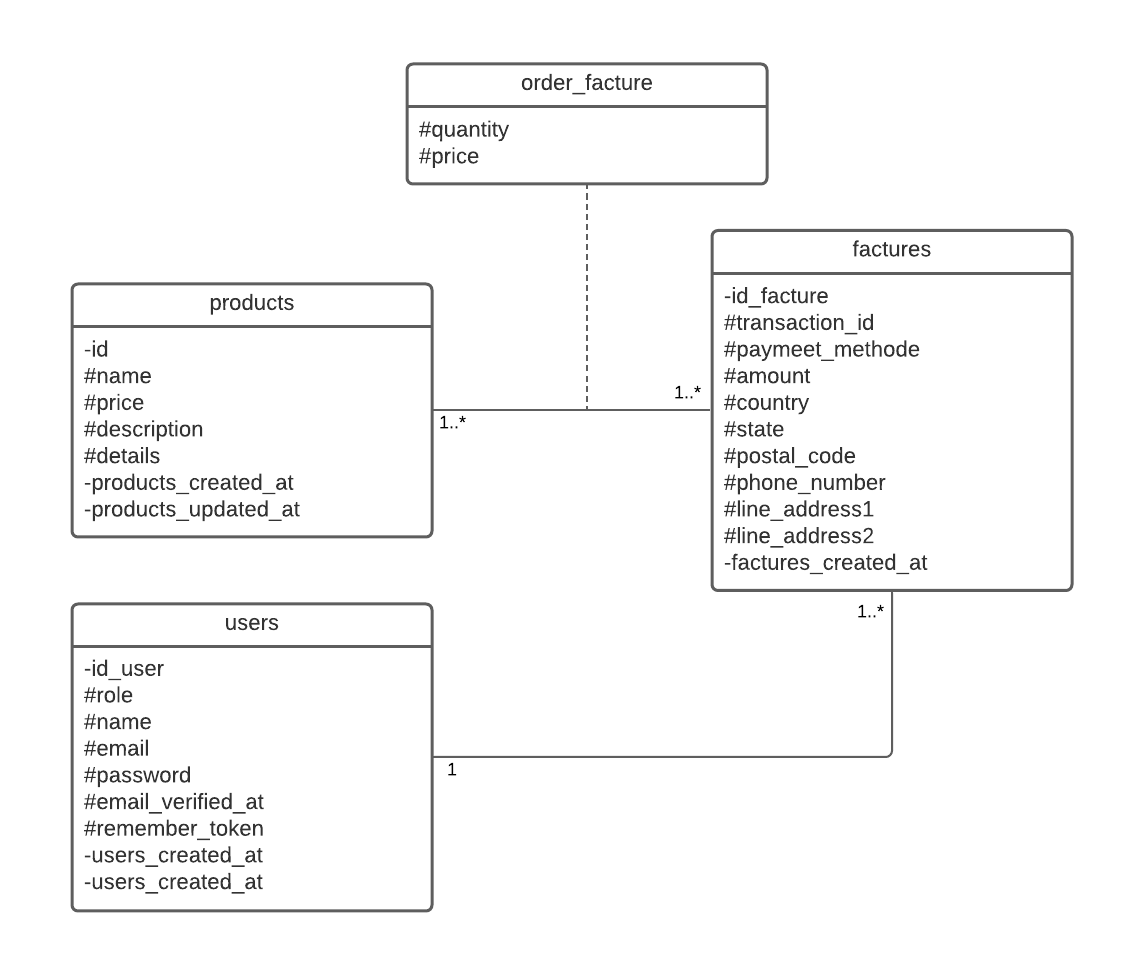 order_facture
#quantity
#price
factures
-id_facture
#transaction_id
#paymeet_methode
#amount
#country
#state
#postal_code
#phone_number
#line_address1
#line_address2
-factures_created_at
products
-id
#name
#price
#description
#details
-products_created_at
-products_updated_at
1..*
1..*
1..*
users
-id_user
#role
#name
#email
#password
#email_verified_at
#remember_token
-users_created_at
-users_created_at
1